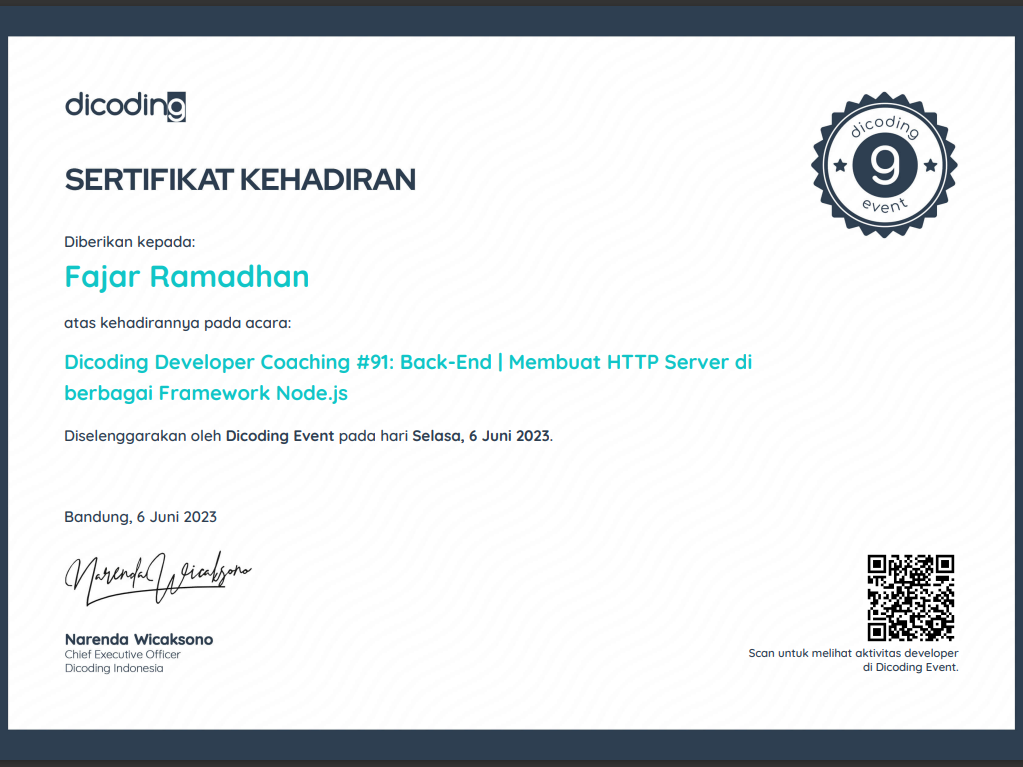 dicoding
dicoding
9
event
SERTIFIKAT KEHADIRAN
Diberikan kepada:
Fajar Ramadhan
atas kehadirannya pada acara:
Dicoding Developer Coaching #91: Back-End | Membuat HTTP Server di
berbagai Framework Node.js
Diselenggarakan oleh Dicoding Event pada hari Selasa, 6 Juni 2023.
Bandung, 6 Juni 2023
Narenda Wicaksono
Narenda Wicaksono
Chief Executive Officer
Dicoding Indonesia
Scan untuk melihat aktivitas developer
di Dicoding Event.